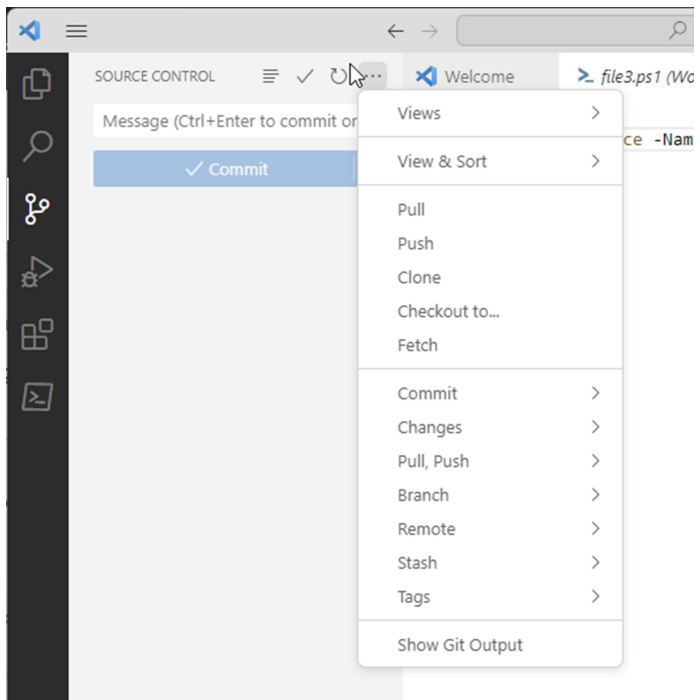 SOURCE CONTROL
Welcome
file3.ps1 (Wo
Message (Ctrl+Enter to commit or
Commit
ce -Nam
Views
View & Sort
Pull
Push
Clone
Checkout to...
Fetch
Commit
Changes
Pull, Push
Branch
Remote
Stash
Tags
Show Git Output